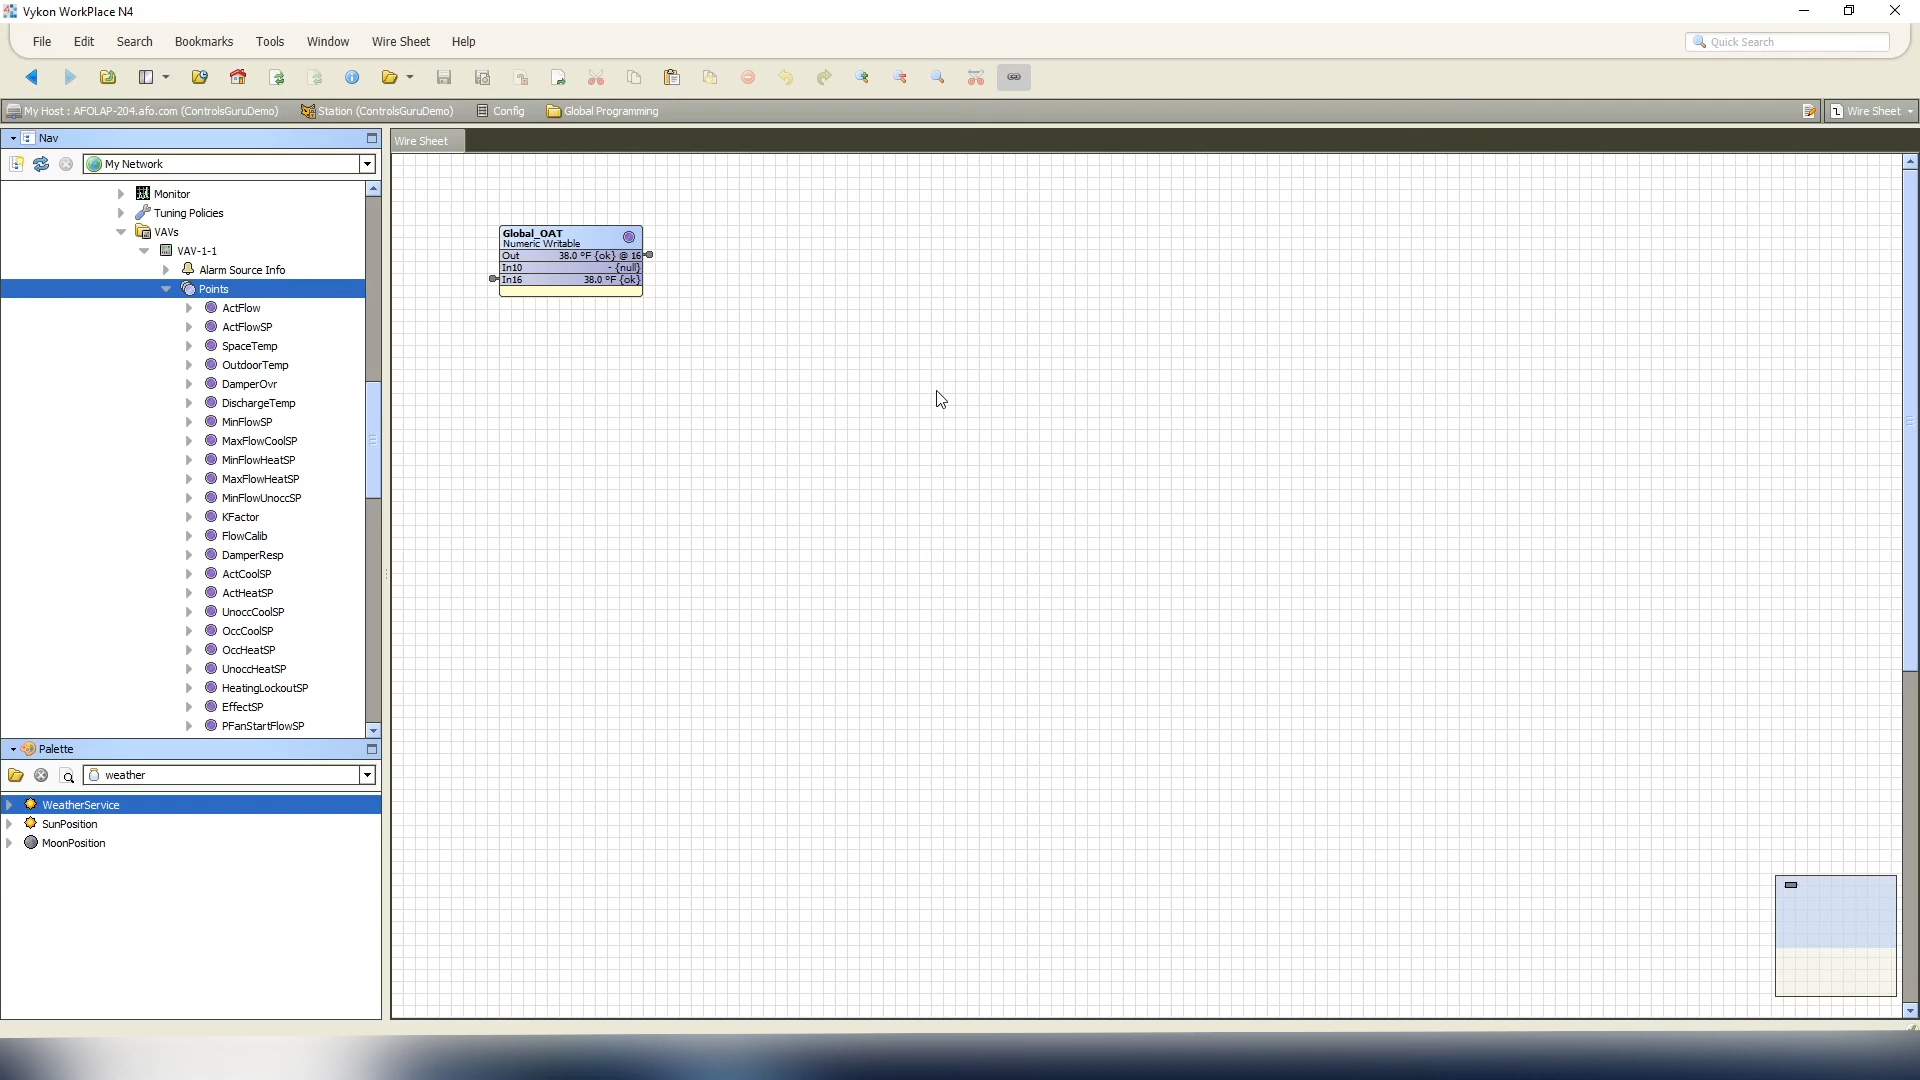 Vykon WorkPlace N4
File Edit Search Bookmarks Tools Window Wire Sheet Help
Quick Search
My Host : AFOLAP-204.afo.com (ControlsGuruDemo) Station (ControlsGuruDemo) Config Global Programming Wire Sheet
Nav
My Network
Monitor
Tuning Policies
VAVs
VAV-1-1
Alarm Source Info
Points
ActFlow
ActFlowSP
SpaceTemp
OutdoorTemp
DamperOvr
DischargeTemp
MinFlowSP
MaxFlowCoolSP
MinFlowHeatSP
MaxFlowHeatSP
MinFlowUnoccSP
KFactor
FlowCalib
DamperResp
ActCoolSP
ActHeatSP
UnoccCoolSP
OccCoolSP
OccHeatSP
UnoccHeatSP
HeatingLockoutSP
EffectSP
PFanStartFlowSP
Palette
weather
WeatherService
SunPosition
MoonPosition
Wire Sheet
Global_OAT
Numeric Writable
Out 38.0 °F {ok} @ 16
In10 - {null}
In16 38.0 °F {ok}